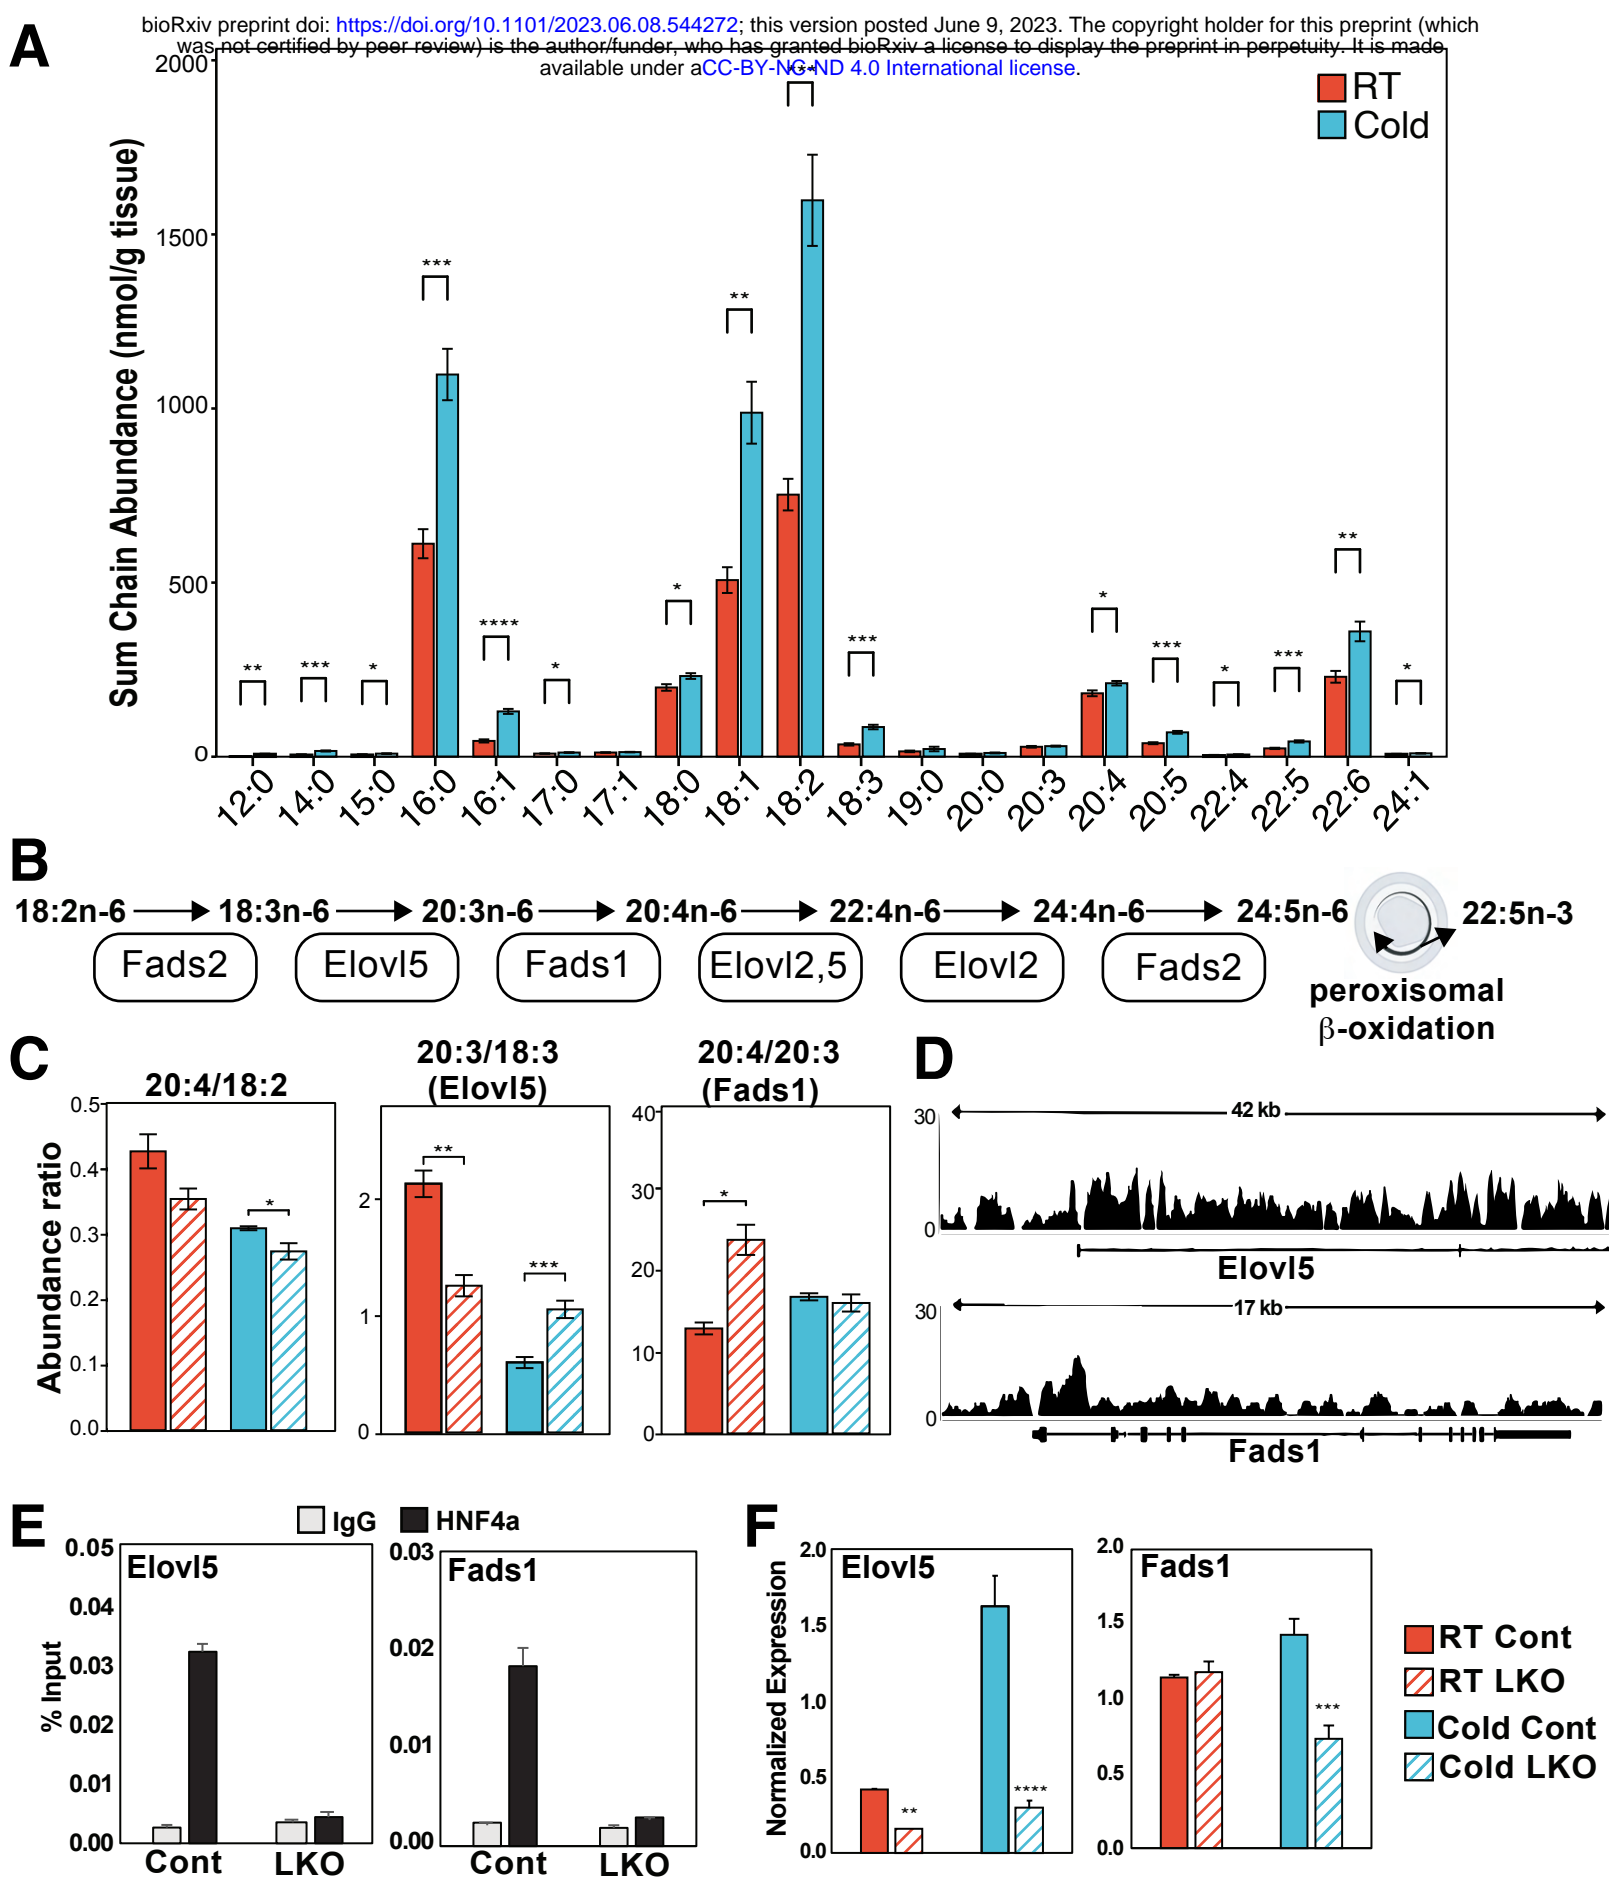 bioRxiv preprint doi: https://doi.org/10.1101/2023.06.08.544272; this version posted June 9, 2023. The copyright holder for this preprint (which
was not certified by peer review) is the author/funder, who has granted bioRxiv a license to display the preprint in perpetuity. It is made
available under aCC-BY-NC-ND 4.0 International license.
A
Sum Chain Abundance (nmol/g tissue)
2000
1500
1000
500
0
RT
Cold
** *** * *** **** * * ** *** *** * *** * *** ** *
12:0 14:0 15:0 16:0 16:1 17:0 17:1 18:0 18:1 18:2 18:3 19:0 20:0 20:3 20:4 20:5 22:4 22:5 22:6 24:1
B
18:2n-6 18:3n-6 20:3n-6 20:4n-6 22:4n-6 24:4n-6 24:5n-6 22:5n-3
Fads2 Elovl5 Fads1 Elovl2,5 Elovl2 Fads2
peroxisomal
β-oxidation
C
Abundance ratio
20:4/18:2
0.5
0.4
0.3
0.2
0.1
0.0
*
20:3/18:3
(Elovl5)
2
1
0
** ***
20:4/20:3
(Fads1)
40
30
20
10
0
*
D
30
42 kb
0
Elovl5
30
17 kb
0
Fads1
E
IgG HNF4a
% Input
Elovl5
0.05
0.04
0.03
0.02
0.01
0.00
Cont LKO
Fads1
0.03
0.02
0.01
0.00
Cont LKO
F
Normalized Expression
Elovl5
2.0
1.5
1.0
0.5
0.0
** ****
Fads1
2.0
1.5
1.0
0.5
0.0
***
RT Cont
RT LKO
Cold Cont
Cold LKO